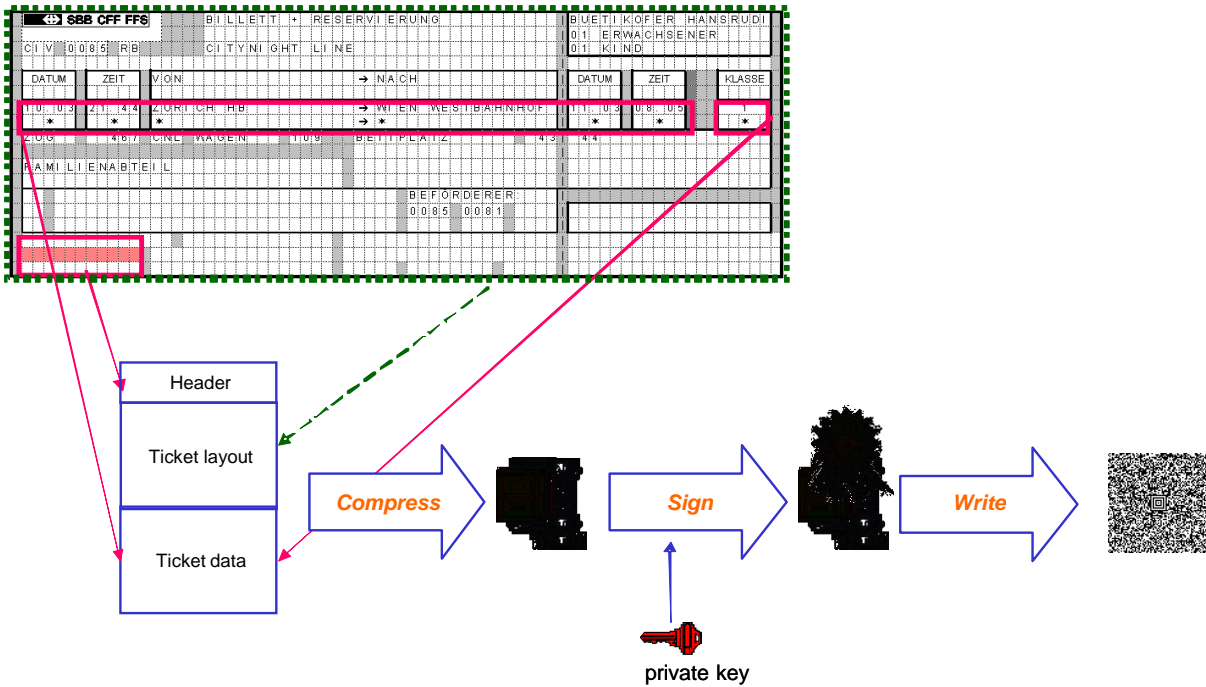 SBB CFF FFS BILLETT + RESERVIERUNG BUETIKOFER HANSRUDI
01 ERWACHSENER
CIV 0085 RB CITYNIGHT LINE 01 KIND
DATUM ZEIT VON → NACH DATUM ZEIT KLASSE
10.03 21.44 ZÜRICH HB → WIEN WESTBAHNHOF 11.03 08.05 1
* * * → * * * *
ZUG 467 CNL WAGEN 109 BETTPLATZ 43 44
FAMILIENABTEIL
BEFÖRDERER:
0085 0081
Header
Ticket layout
Ticket data
Compress
Sign
Write
private key